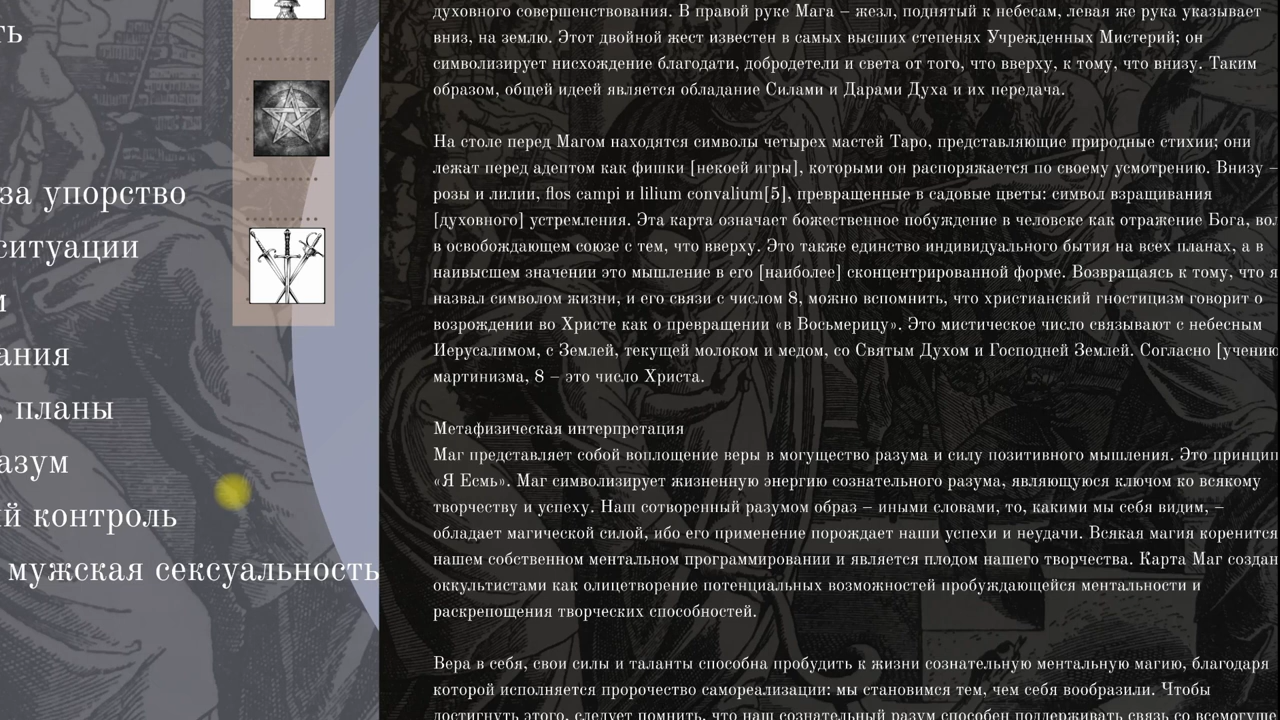 ть
за упорство
ситуации
м
ания
, планы
азум
й контроль
мужская сексуальность
духовного совершенствования. В правой руке Мага – жезл, поднятый к небесам, левая же рука указывает
вниз, на землю. Этот двойной жест известен в самых высших степенях Учрежденных Мистерий; он
символизирует нисхождение благодати, добродетели и света от того, что вверху, к тому, что внизу. Таким
образом, общей идеей является обладание Силами и Дарами Духа и их передача.
На столе перед Магом находятся символы четырех мастей Таро, представляющие природные стихии; они
лежат перед адептом как фишки [некоей игры], которыми он распоряжается по своему усмотрению. Внизу –
розы и лилии, flos campi и lilium convalium[5], превращенные в садовые цветы: символ взращивания
[духовного] устремления. Эта карта означает божественное побуждение в человеке как отражение Бога, вол
в освобождающем союзе с тем, что вверху. Это также единство индивидуального бытия на всех планах, а в
наивысшем значении это мышление в его [наиболее] сконцентрированной форме. Возвращаясь к тому, что я
назвал символом жизни, и его связи с числом 8, можно вспомнить, что христианский гностицизм говорит о
возрождении во Христе как о превращении «в Восьмерицу». Это мистическое число связывают с небесным
Иерусалимом, с Землей, текущей молоком и медом, со Святым Духом и Господней Землей. Согласно [учению
мартинизма, 8 – это число Христа.
Метафизическая интерпретация
Маг представляет собой воплощение веры в могущество разума и силу позитивного мышления. Это принцип
«Я Есмь». Маг символизирует жизненную энергию сознательного разума, являющуюся ключом ко всякому
творчеству и успеху. Наш сотворенный разумом образ – иными словами, то, какими мы себя видим, –
обладает магической силой, ибо его применение порождает наши успехи и неудачи. Всякая магия коренится
нашем собственном ментальном программировании и является плодом нашего творчества. Карта Маг создан
оккультистами как олицетворение потенциальных возможностей пробуждающейся ментальности и
раскрепощения творческих способностей.
Вера в себя, свои силы и таланты способна пробудить к жизни сознательную ментальную магию, благодаря
которой исполняется пророчество самореализации: мы становимся тем, чем себя вообразили. Чтобы
достигнуть этого, следует помнить, что наш сознательный разум способен поддерживать связь со всемогущ